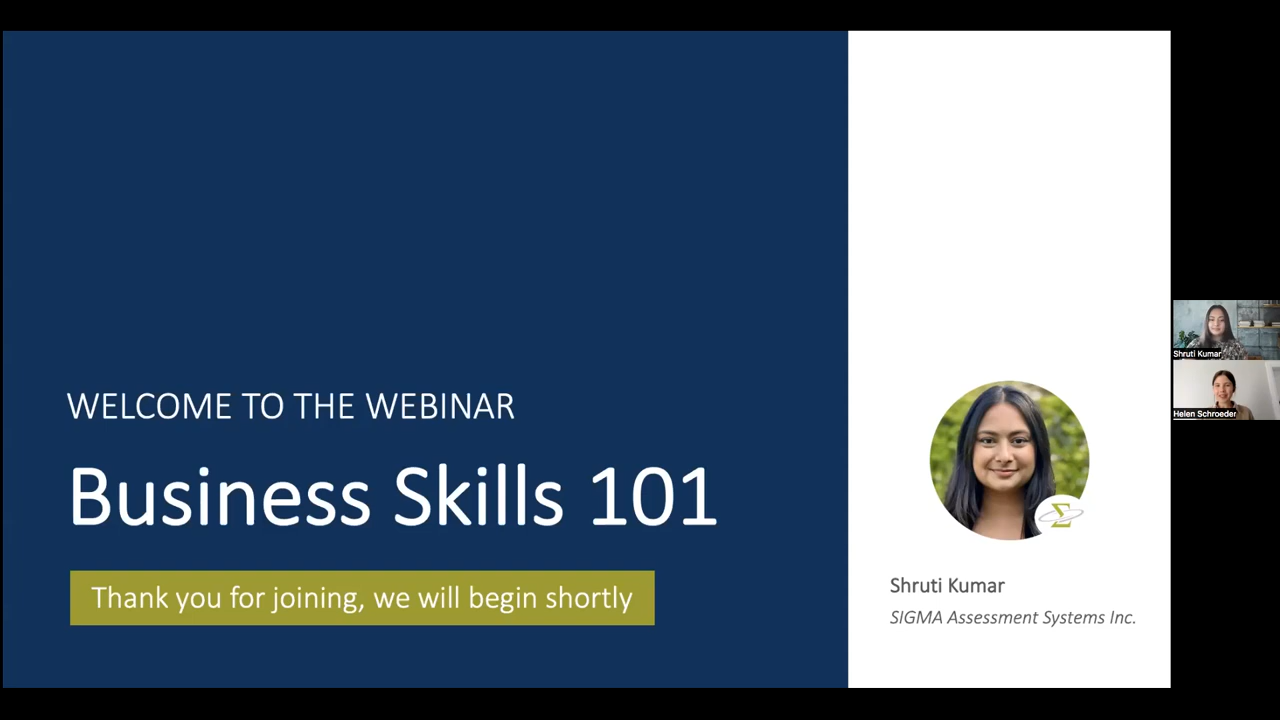 WELCOME TO THE WEBINAR
Business Skills 101
Thank you for joining, we will begin shortly
Shruti Kumar
SIGMA Assessment Systems Inc.
Shruti Kumar
Helen Schroeder